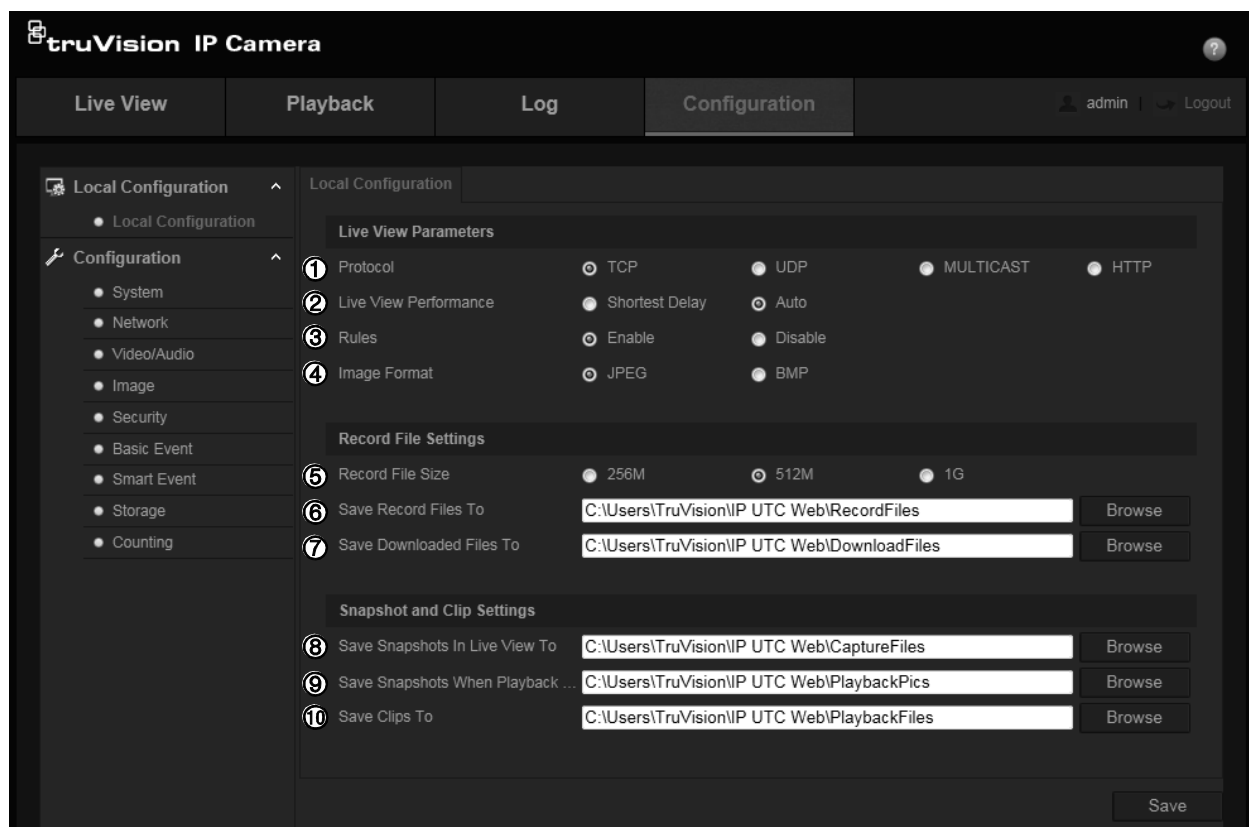 truVision IP Camera
?
Live View Playback Log Configuration admin | Logout
Local Configuration
Local Configuration
Configuration
System
Network
Video/Audio
Image
Security
Basic Event
Smart Event
Storage
Counting
Local Configuration
Live View Parameters
1 Protocol TCP UDP MULTICAST HTTP
2 Live View Performance Shortest Delay Auto
3 Rules Enable Disable
4 Image Format JPEG BMP
Record File Settings
5 Record File Size 256M 512M 1G
6 Save Record Files To C:\Users\TruVision\IP UTC Web\RecordFiles Browse
7 Save Downloaded Files To C:\Users\TruVision\IP UTC Web\DownloadFiles Browse
Snapshot and Clip Settings
8 Save Snapshots In Live View To C:\Users\TruVision\IP UTC Web\CaptureFiles Browse
9 Save Snapshots When Playback ... C:\Users\TruVision\IP UTC Web\PlaybackPics Browse
10 Save Clips To C:\Users\TruVision\IP UTC Web\PlaybackFiles Browse
Save